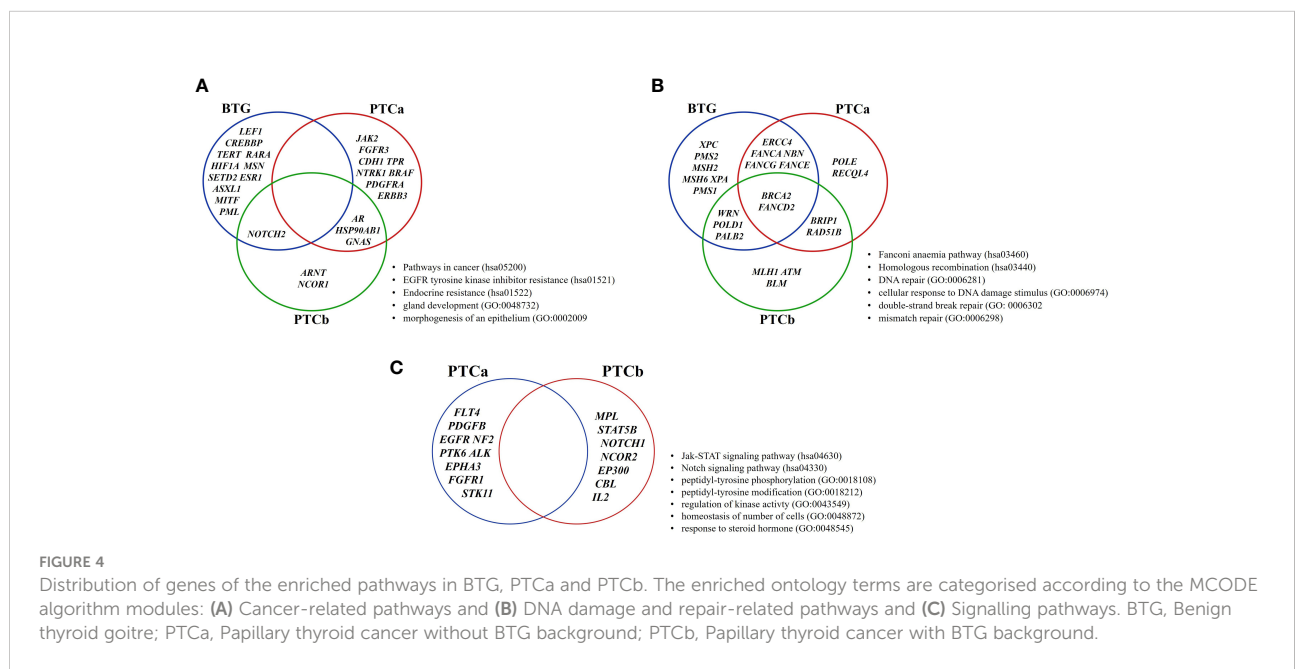 A
BTG
PTCa
LEF1
CREBBP
TERT RARA
HIF1A MSN
SETD2 ESR1
ASXL1
MITF
PML
JAK2
FGFR3
CDH1 TPR
NTRK1 BRAF
PDGFRA
ERBB3
NOTCH2
AR
HSP90AB1
GNAS
ARNT
NCOR1
PTCb
• Pathways in cancer (hsa05200)
• EGFR tyrosine kinase inhibitor resistance (hsa01521)
• Endocrine resistance (hsa01522)
• gland development (GO:0048732)
• morphogenesis of an epithelium (GO:0002009
B
BTG
PTCa
XPC
PMS2
MSH2
MSH6 XPA
PMS1
ERCC4
FANCA NBN
FANCG FANCE
POLE
RECQL4
BRCA2
FANCD2
WRN
POLD1
PALB2
BRIP1
RAD51B
MLH1 ATM
BLM
PTCb
• Fanconi anaemia pathway (hsa03460)
• Homologous recombination (hsa03440)
• DNA repair (GO:0006281)
• cellular response to DNA damage stimulus (GO:0006974)
• double-strand break repair (GO: 0006302
• mismatch repair (GO:0006298)
C
PTCa
PTCb
FLT4
PDGFB
EGFR NF2
PTK6 ALK
EPHA3
FGFR1
STK11
MPL
STAT5B
NOTCH1
NCOR2
EP300
CBL
IL2
• Jak-STAT signaling pathway (hsa04630)
• Notch signaling pathway (hsa04330)
• peptidyl-tyrosine phosphorylation (GO:0018108)
• peptidyl-tyrosine modification (GO:0018212)
• regulation of kinase activty (GO:0043549)
• homeostasis of number of cells (GO:0048872)
• response to steroid hormone (GO:0048545)
FIGURE 4
Distribution of genes of the enriched pathways in BTG, PTCa and PTCb. The enriched ontology terms are categorised according to the MCODE
algorithm modules: (A) Cancer-related pathways and (B) DNA damage and repair-related pathways and (C) Signalling pathways. BTG, Benign
thyroid goitre; PTCa, Papillary thyroid cancer without BTG background; PTCb, Papillary thyroid cancer with BTG background.